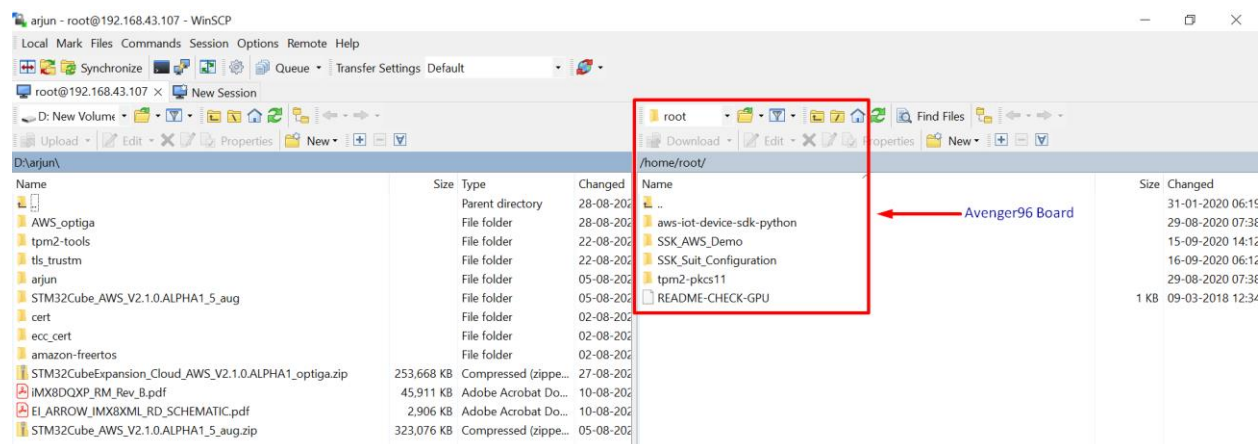 arjun - root@192.168.43.107 - WinSCP
Local Mark Files Commands Session Options Remote Help
Synchronize Queue Transfer Settings Default
root@192.168.43.107 × New Session
D: New Volume root Find Files
Upload Edit Properties New Download Edit Properties New
D:\arjun\ /home/root/
Name Size Type Changed Name Size Changed
.. Parent directory 28-08-202 .. 31-01-2020 06:19
AWS_optiga File folder 28-08-202 aws-iot-device-sdk-python 29-08-2020 07:38
Avenger96 Board
tpm2-tools File folder 22-08-202 SSK_AWS_Demo 15-09-2020 14:12
tls_trustm File folder 22-08-202 SSK_Suit_Configuration 16-09-2020 06:12
arjun File folder 05-08-202 tpm2-pkcs11 29-08-2020 07:38
STM32Cube_AWS_V2.1.0.ALPHA1_5_aug File folder 05-08-202 README-CHECK-GPU 1 KB 09-03-2018 12:34
cert File folder 02-08-202
ecc_cert File folder 02-08-202
amazon-freertos File folder 02-08-202
STM32CubeExpansion_Cloud_AWS_V2.1.0.ALPHA1_optiga.zip 253,668 KB Compressed (zippe... 27-08-202
iMX8DQXP_RM_Rev_B.pdf 45,911 KB Adobe Acrobat Do... 10-08-202
EI_ARROW_IMX8XML_RD_SCHEMATIC.pdf 2,906 KB Adobe Acrobat Do... 10-08-202
STM32Cube_AWS_V2.1.0.ALPHA1_5_aug.zip 323,076 KB Compressed (zippe... 05-08-202